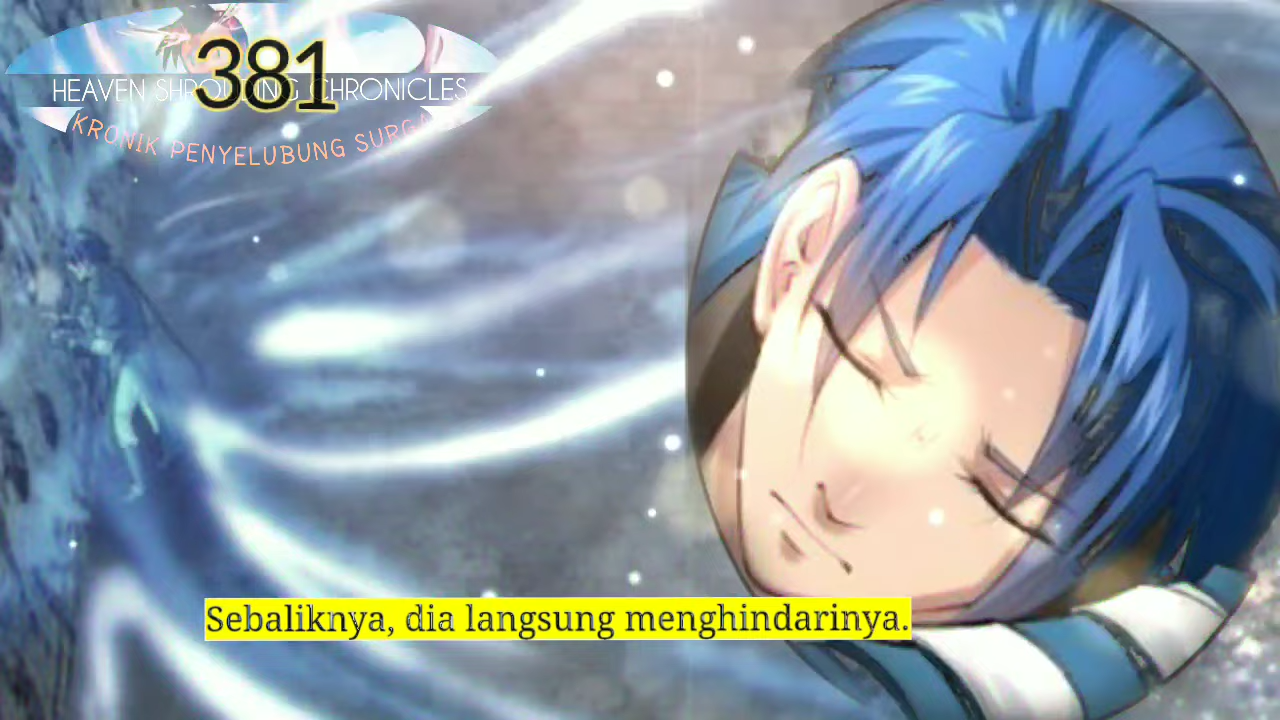 381
HEAVEN SHROUDING CHRONICLES
KRONIK PENYELUBUNG SURGA
Sebaliknya, dia langsung menghindarinya.